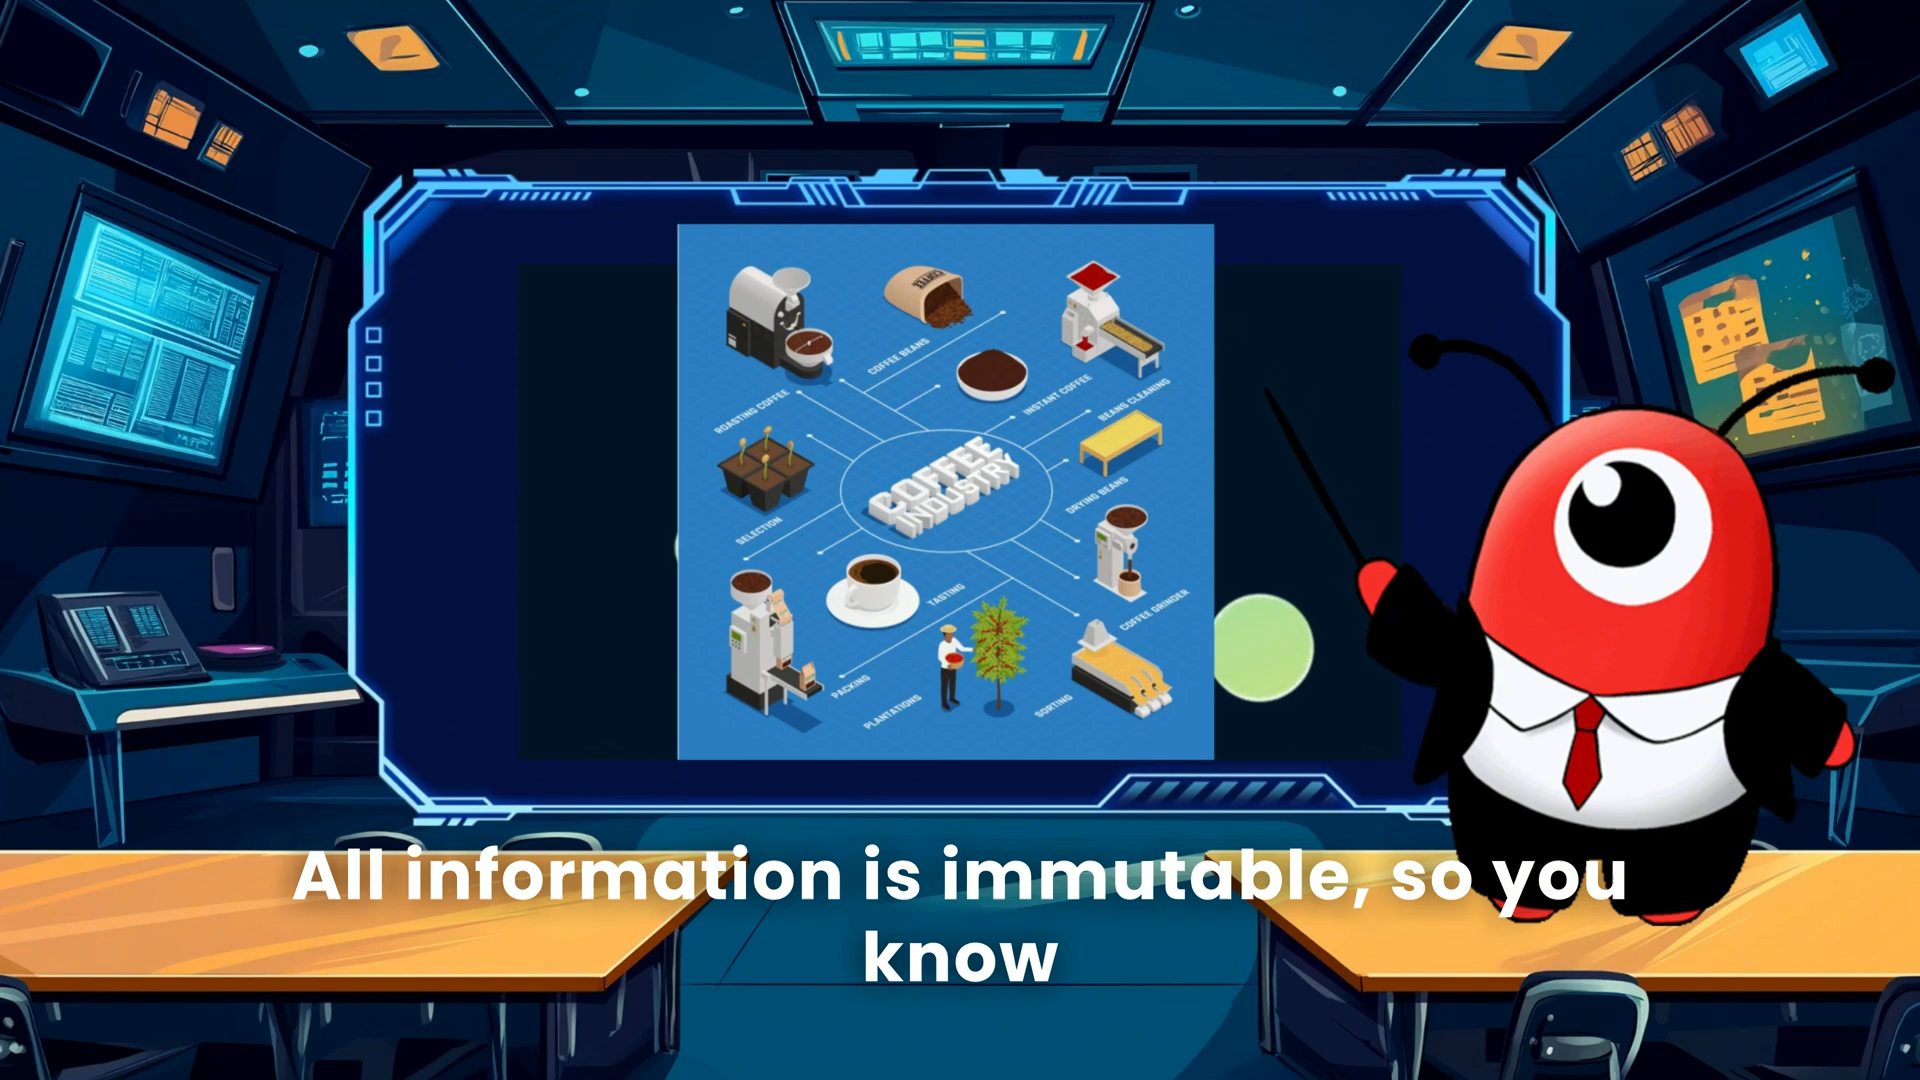 COFFEE
COFFEE BEANS
ROASTING COFFEE
INSTANT COFFEE
BEANS CLEANING
COFFEE
INDUSTRY
SELECTION
DRYING BEANS
TASTING
COFFEE GRINDER
PACKING
PLANTATIONS
SORTING
All information is immutable, so you
know